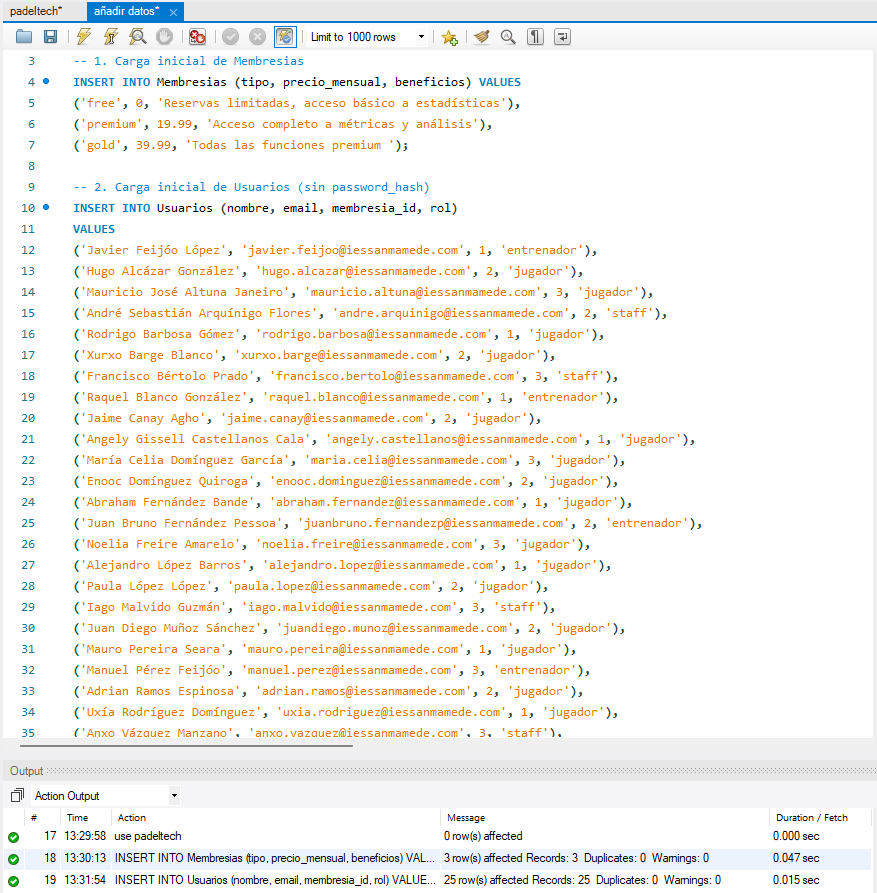 padeltech*
añadir datos*
Limit to 1000 rows
3 -- 1. Carga inicial de Membresias
4 INSERT INTO Membresias (tipo, precio_mensual, beneficios) VALUES
5 ('free', 0, 'Reservas limitadas, acceso básico a estadísticas'),
6 ('premium', 19.99, 'Acceso completo a métricas y análisis'),
7 ('gold', 39.99, 'Todas las funciones premium ');
8
9 -- 2. Carga inicial de Usuarios (sin password_hash)
10 INSERT INTO Usuarios (nombre, email, membresia_id, rol)
11 VALUES
12 ('Javier Feijóo López', 'javier.feijoo@iessanmamede.com', 1, 'entrenador'),
13 ('Hugo Alcázar González', 'hugo.alcazar@iessanmamede.com', 2, 'jugador'),
14 ('Mauricio José Altuna Janeiro', 'mauricio.altuna@iessanmamede.com', 3, 'jugador'),
15 ('André Sebastián Arquínigo Flores', 'andre.arquinigo@iessanmamede.com', 2, 'staff'),
16 ('Rodrigo Barbosa Gómez', 'rodrigo.barbosa@iessanmamede.com', 1, 'jugador'),
17 ('Xurxo Barge Blanco', 'xurxo.barge@iessanmamede.com', 2, 'jugador'),
18 ('Francisco Bértolo Prado', 'francisco.bertolo@iessanmamede.com', 3, 'staff'),
19 ('Raquel Blanco González', 'raquel.blanco@iessanmamede.com', 1, 'entrenador'),
20 ('Jaime Canay Agho', 'jaime.canay@iessanmamede.com', 2, 'jugador'),
21 ('Angely Gissell Castellanos Cala', 'angely.castellanos@iessanmamede.com', 1, 'jugador'),
22 ('María Celia Domínguez García', 'maria.celia@iessanmamede.com', 3, 'jugador'),
23 ('Enooc Domínguez Quiroga', 'enooc.dominguez@iessanmamede.com', 2, 'jugador'),
24 ('Abraham Fernández Bande', 'abraham.fernandez@iessanmamede.com', 1, 'jugador'),
25 ('Juan Bruno Fernández Pessoa', 'juanbruno.fernandezp@iessanmamede.com', 2, 'entrenador'),
26 ('Noelia Freire Amarelo', 'noelia.freire@iessanmamede.com', 3, 'jugador'),
27 ('Alejandro López Barros', 'alejandro.lopez@iessanmamede.com', 1, 'jugador'),
28 ('Paula López López', 'paula.lopez@iessanmamede.com', 2, 'jugador'),
29 ('Iago Malvido Guzmán', 'iago.malvido@iessanmamede.com', 3, 'staff'),
30 ('Juan Diego Muñoz Sánchez', 'juandiego.munoz@iessanmamede.com', 2, 'jugador'),
31 ('Mauro Pereira Seara', 'mauro.pereira@iessanmamede.com', 1, 'jugador'),
32 ('Manuel Pérez Feijóo', 'manuel.perez@iessanmamede.com', 3, 'entrenador'),
33 ('Adrian Ramos Espinosa', 'adrian.ramos@iessanmamede.com', 2, 'jugador'),
34 ('Uxía Rodríguez Domínguez', 'uxia.rodriguez@iessanmamede.com', 1, 'jugador'),
35 ('Anxo Vázquez Manzano', 'anxo.vazquez@iessanmamede.com', 3, 'staff'),
Output
Action Output
# Time Action Message Duration / Fetch
17 13:29:58 use padeltech 0 row(s) affected 0.000 sec
18 13:30:13 INSERT INTO Membresias (tipo, precio_mensual, beneficios) VAL... 3 row(s) affected Records: 3 Duplicates: 0 Warnings: 0 0.047 sec
19 13:31:54 INSERT INTO Usuarios (nombre, email, membresia_id, rol) VALUE... 25 row(s) affected Records: 25 Duplicates: 0 Warnings: 0 0.015 sec